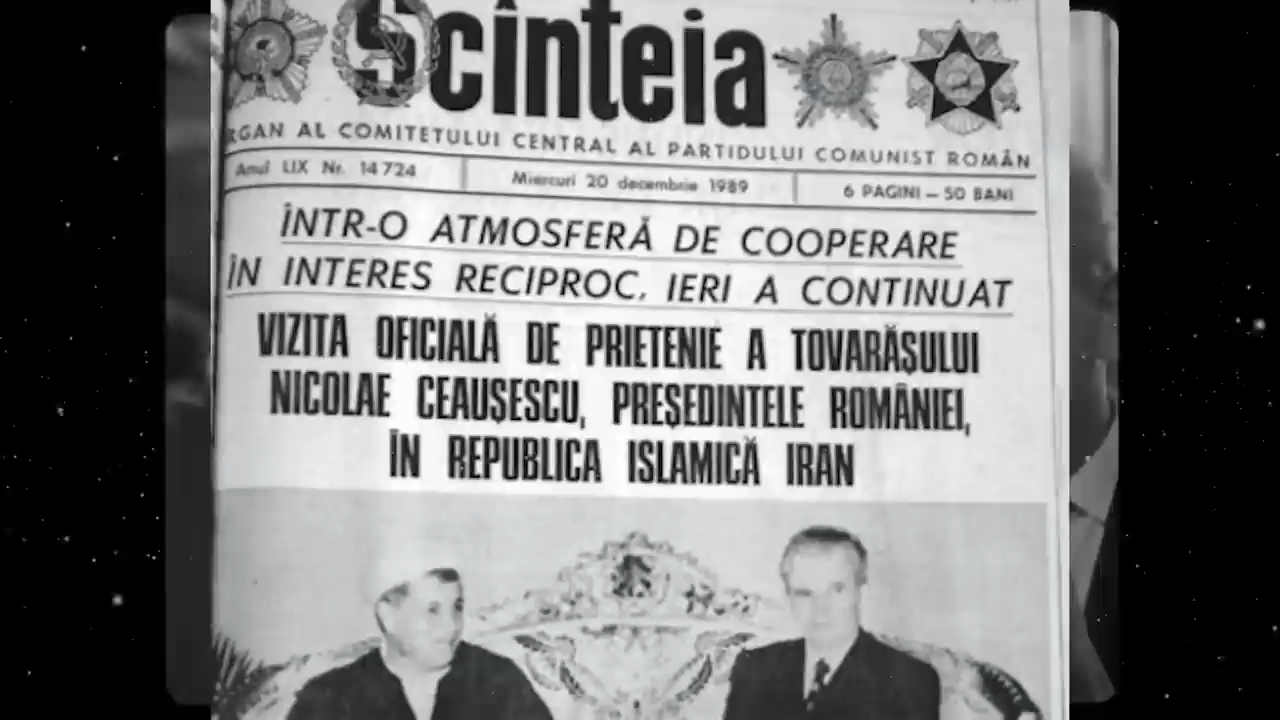 Scînteia
RGAN AL COMITETULUI CENTRAL AL PARTIDULUI COMUNIST ROMÂN
Anul LIX Nr. 14724
Miercuri 20 decembrie 1989
6 PAGINI — 50 BANI
ÎNTR-O ATMOSFERĂ DE COOPERARE
ÎN INTERES RECIPROC, IERI A CONTINUAT
VIZITA OFICIALĂ DE PRIETENIE A TOVARĂȘULUI
NICOLAE CEAUȘESCU, PREȘEDINTELE ROMÂNIEI,
ÎN REPUBLICA ISLAMICĂ IRAN